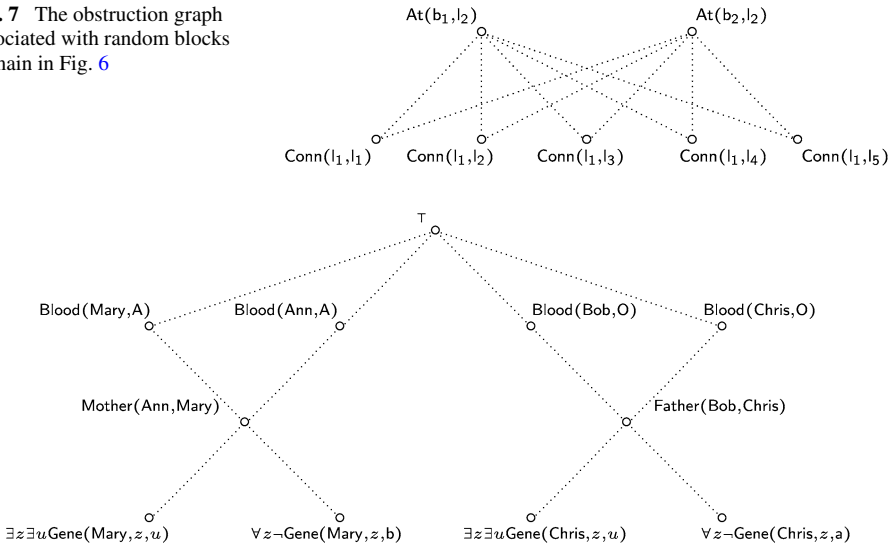 . 7 The obstruction graph
ociated with random blocks
main in Fig. 6
At(b₁,l₂) At(b₂,l₂)
Conn(l₁,l₁) Conn(l₁,l₂) Conn(l₁,l₃) Conn(l₁,l₄) Conn(l₁,l₅)
⊤
Blood(Mary,A) Blood(Ann,A) Blood(Bob,O) Blood(Chris,O)
Mother(Ann,Mary) Father(Bob,Chris)
∃z∃uGene(Mary,z,u) ∀z¬Gene(Mary,z,b) ∃z∃uGene(Chris,z,u) ∀z¬Gene(Chris,z,a)